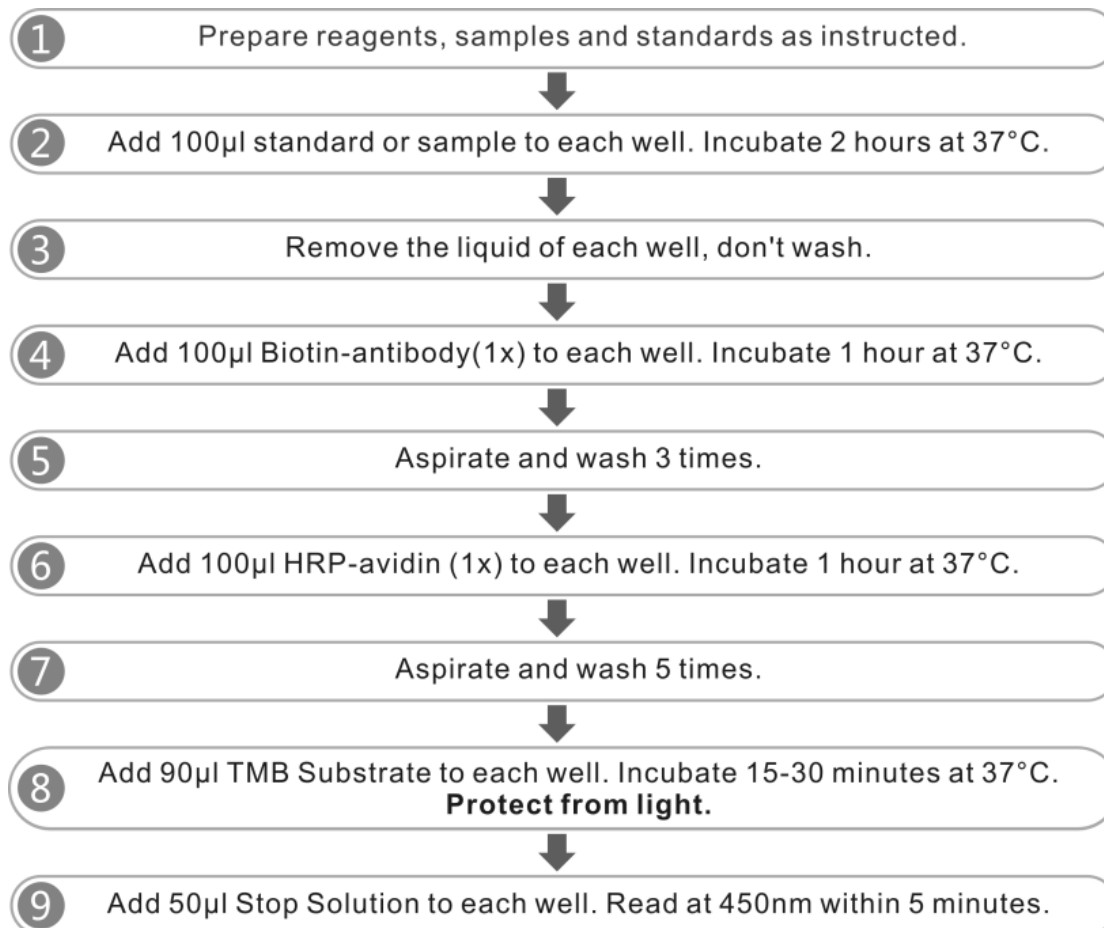 1 Prepare reagents, samples and standards as instructed.
2 Add 100µl standard or sample to each well. Incubate 2 hours at 37°C.
3 Remove the liquid of each well, don't wash.
4 Add 100µl Biotin-antibody(1x) to each well. Incubate 1 hour at 37°C.
5 Aspirate and wash 3 times.
6 Add 100µl HRP-avidin (1x) to each well. Incubate 1 hour at 37°C.
7 Aspirate and wash 5 times.
8 Add 90µl TMB Substrate to each well. Incubate 15-30 minutes at 37°C.
Protect from light.
9 Add 50µl Stop Solution to each well. Read at 450nm within 5 minutes.